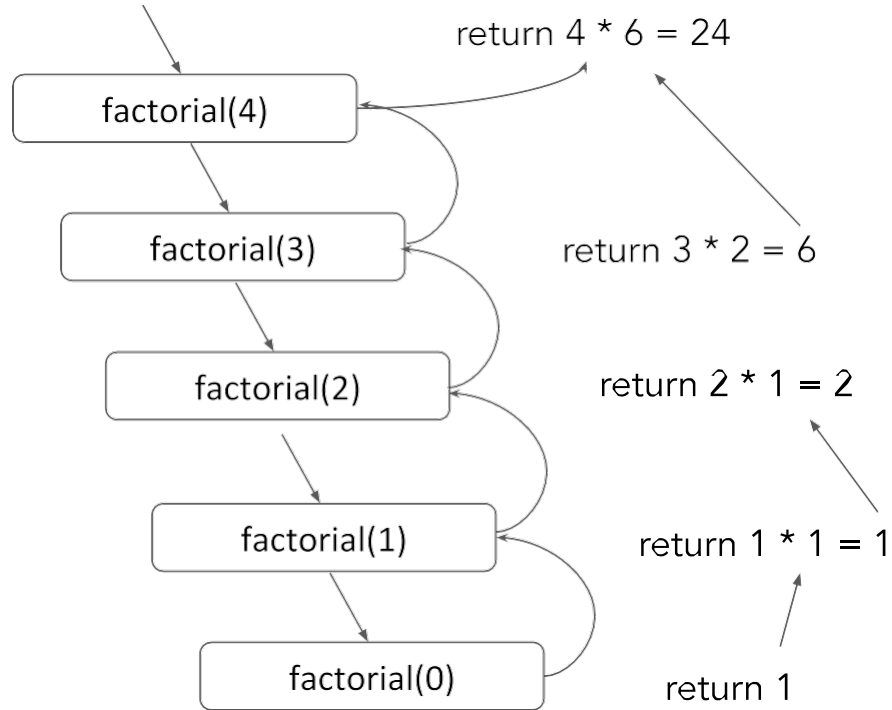 return 4 * 6 = 24
factorial(4)
factorial(3)
return 3 * 2 = 6
factorial(2)
return 2 * 1 = 2
factorial(1)
return 1 * 1 = 1
factorial(0)
return 1